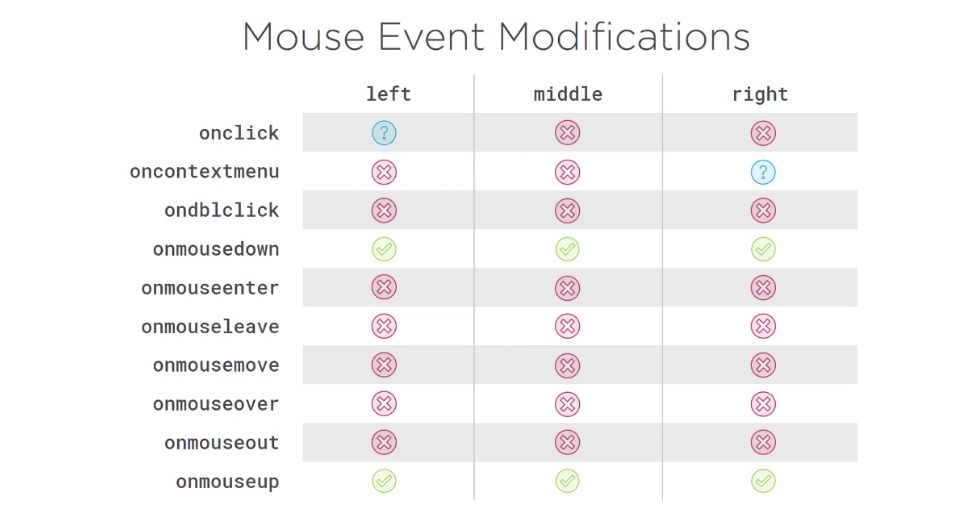 Mouse Event Modifications
left middle right
onclick ? 
oncontextmenu ?
ondblclick
onmousedown
onmouseenter
onmouseleave
onmousemove
onmouseover
onmouseout
onmouseup